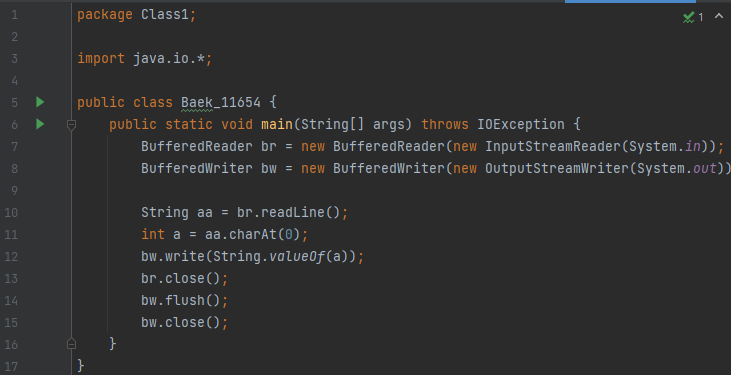 1 package Class1;
2
3 import java.io.*;
4
5 public class Baek_11654 {
6 public static void main(String[] args) throws IOException {
7 BufferedReader br = new BufferedReader(new InputStreamReader(System.in));
8 BufferedWriter bw = new BufferedWriter(new OutputStreamWriter(System.out))
9
10 String aa = br.readLine();
11 int a = aa.charAt(0);
12 bw.write(String.valueOf(a));
13 br.close();
14 bw.flush();
15 bw.close();
16 }
17 }
1